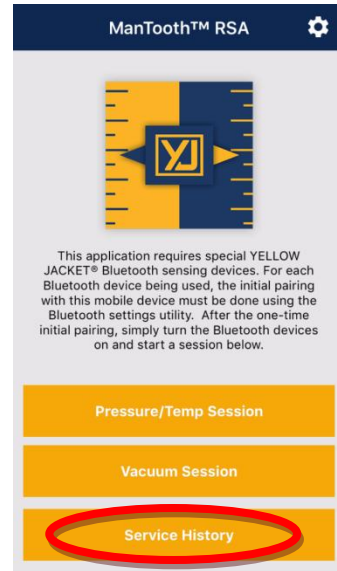 ManTooth™ RSA
YJ
This application requires special YELLOW
JACKET® Bluetooth sensing devices. For each
Bluetooth device being used, the initial pairing
with this mobile device must be done using the
Bluetooth settings utility. After the one-time
initial pairing, simply turn the Bluetooth devices
on and start a session below.
Pressure/Temp Session
Vacuum Session
Service History